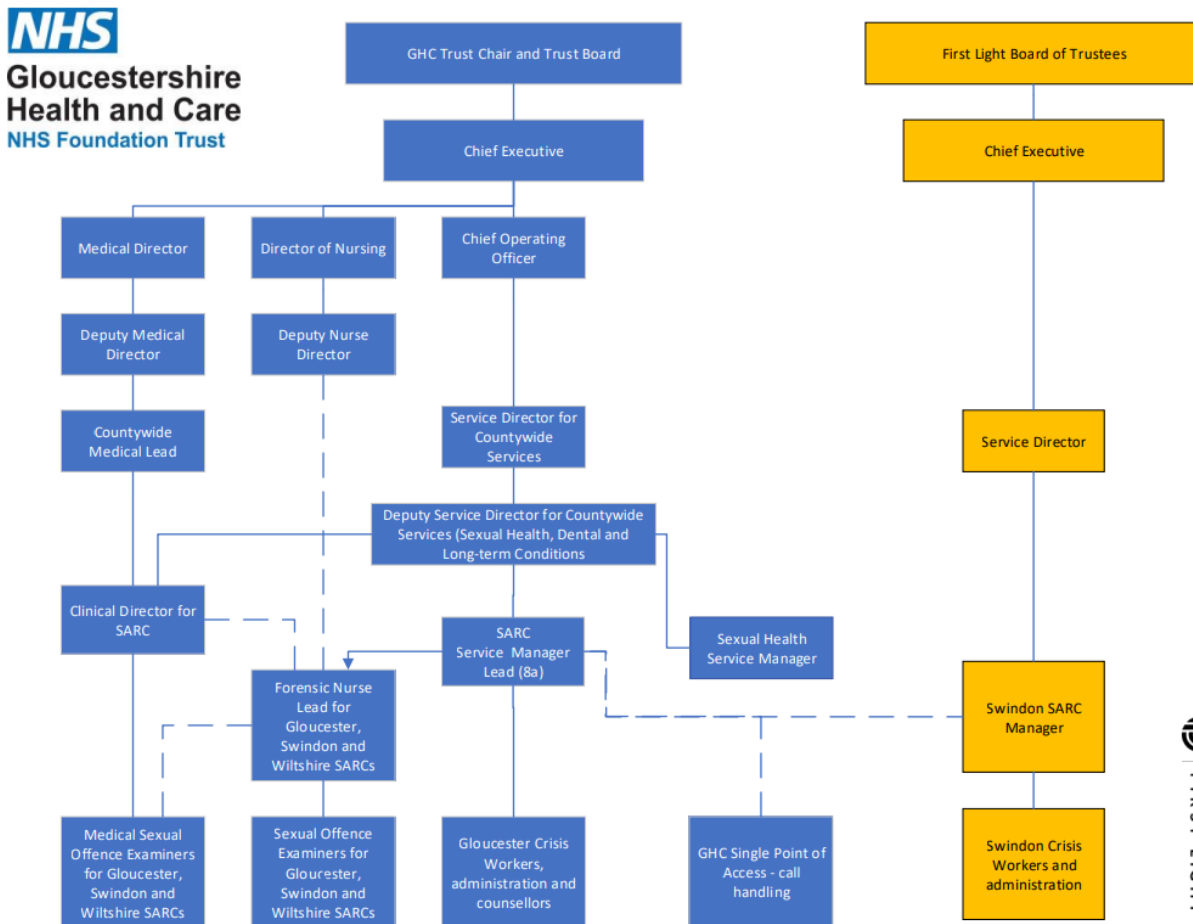 NHS
Gloucestershire
Health and Care
NHS Foundation Trust
GHC Trust Chair and Trust Board
First Light Board of Trustees
Chief Executive
Chief Executive
Medical Director
Director of Nursing
Chief Operating
Officer
Deputy Medical
Director
Deputy Nurse
Director
Countywide
Medical Lead
Service Director for
Countywide
Services
Service Director
Deputy Service Director for Countywide
Services (Sexual Health, Dental and
Long-term Conditions
Clinical Director for
SARC
SARC
Service Manager
Lead (8a)
Sexual Health
Service Manager
Forensic Nurse
Lead for
Gloucester,
Swindon and
Wiltshire SARCs
Swindon SARC
Manager
Medical Sexual
Offence Examiners
for Gloucester,
Swindon and
Wiltshire SARCs
Sexual Offence
Examiners for
Glourester,
Swindon and
Wiltshire SARCs
Gloucester Crisis
Workers,
administration and
counsellors
GHC Single Point of
Access - call
handling
Swindon Crisis
Workers and
administration